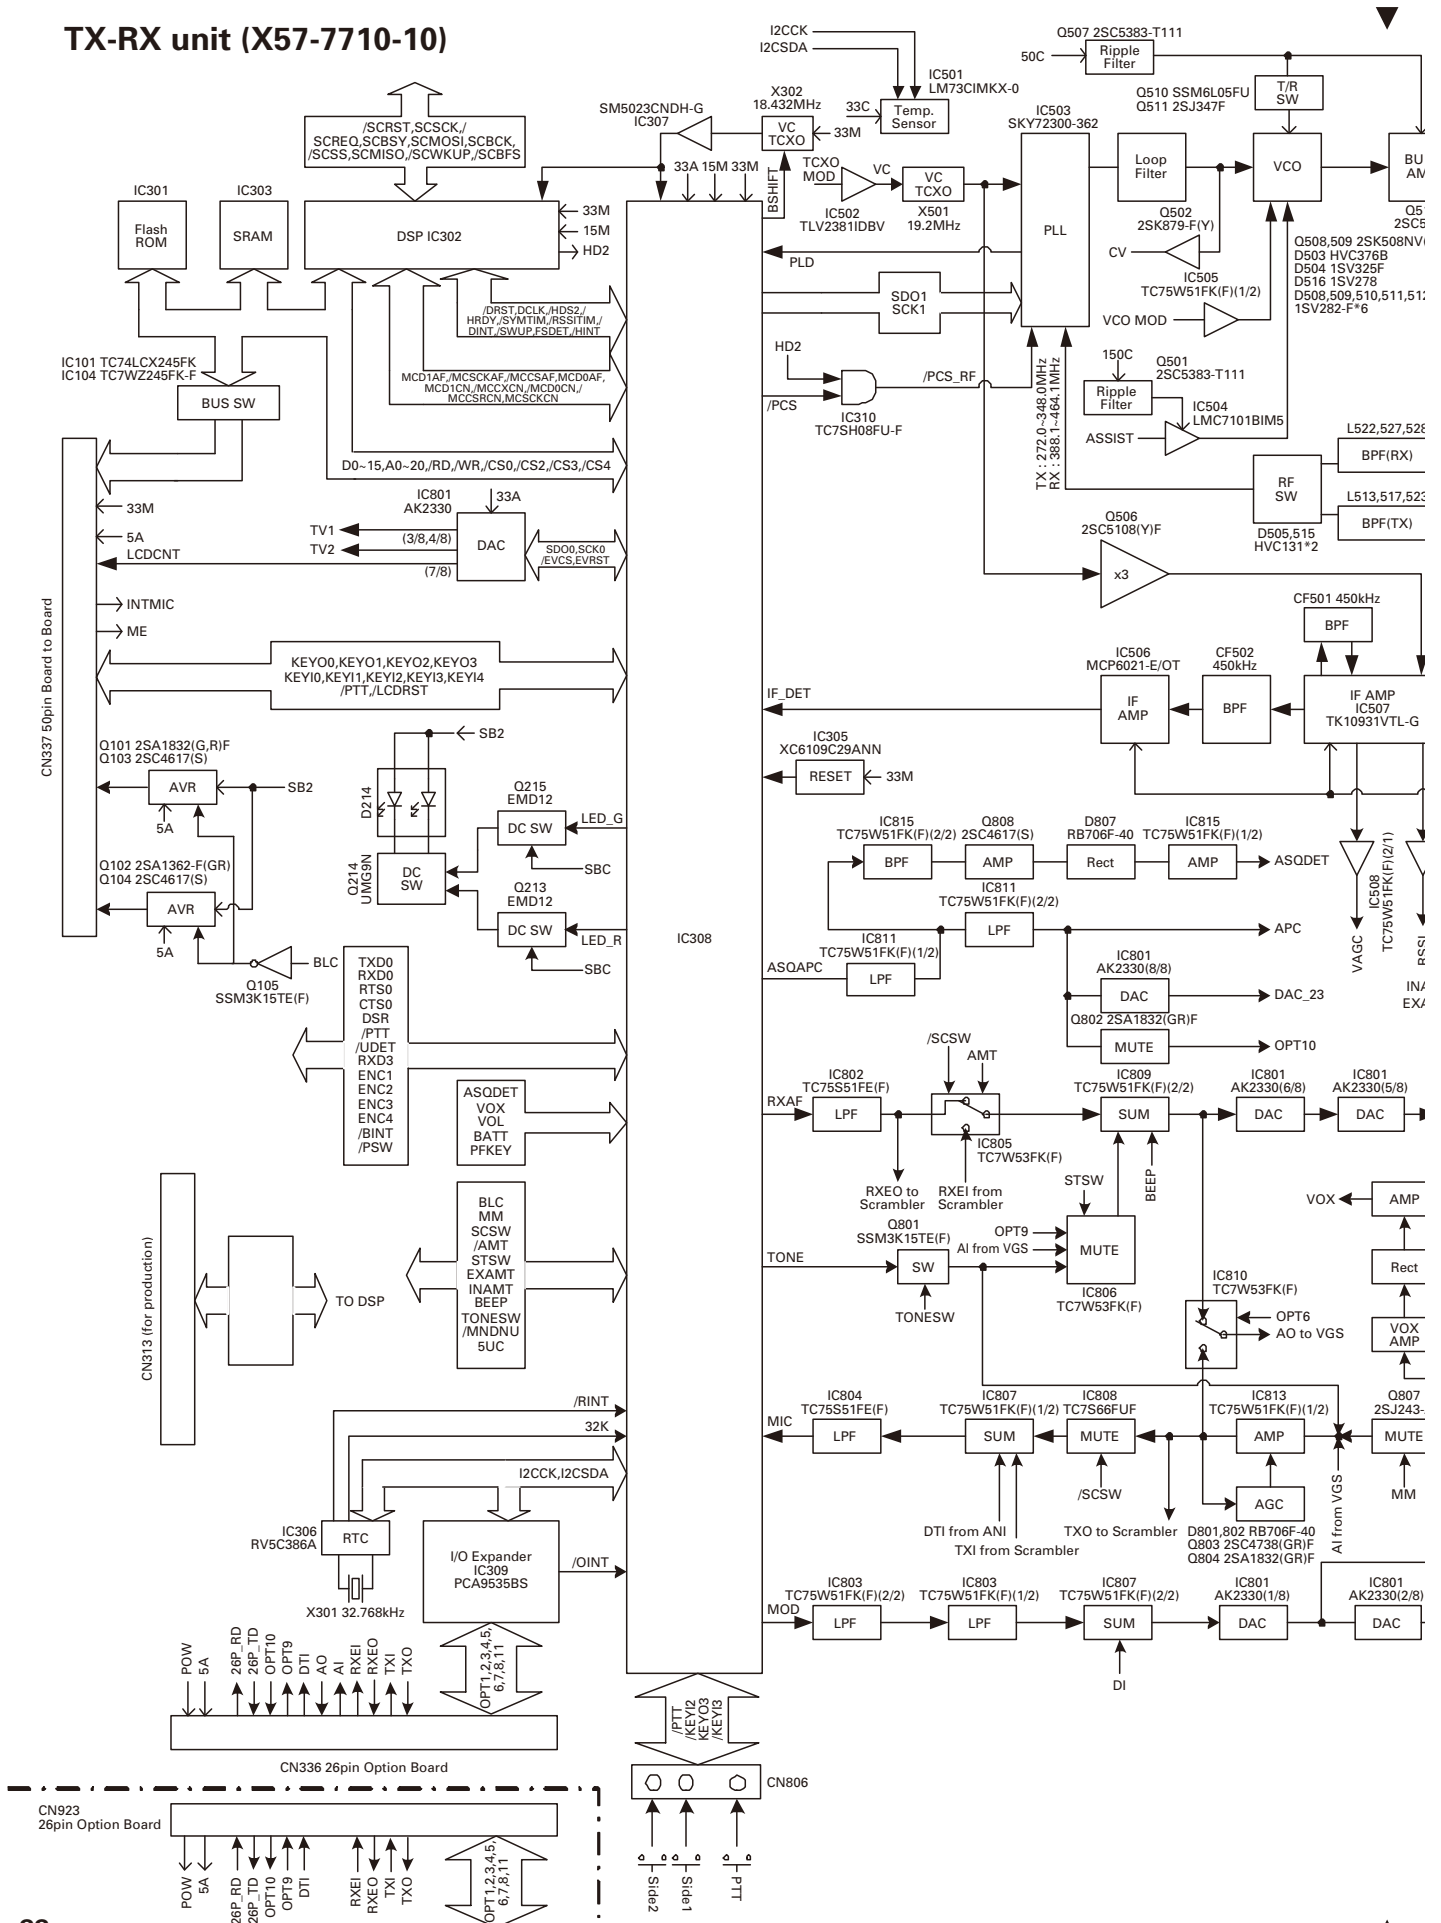 TX-RX unit (X57-7710-10)
I2CCK
I2CSDA
Q507 2SC5383-T111
50C
Ripple
Filter
IC501
LM73CIMKX-0
Q510 SSM6L05FU
Q511 2SJ347F
T/R
SW
X302
18.432MHz
SM5023CNDH-G
IC307
VC
TCXO
33M
33C
Temp.
Sensor
IC503
SKY72300-362
/SCRST,SCSCK,/
SCREQ,SCBSY,SCMOSI,SCBCK,
/SCSS,SCMISO,/SCWKUP,/SCBFS
33A 15M 33M
BSHIFT
TCXO
MOD
VC
VC
TCXO
IC502
TLV2381IDBV
X501
19.2MHz
PLL
Loop
Filter
VCO
IC301
IC303
Flash
ROM
SRAM
DSP IC302
33M
15M
HD2
Q502
2SK879-F(Y)
CV
IC505
TC75W51FK(F)(1/2)
VCO MOD
Q508,509 2SK508NV(
D503 HVC376B
D504 1SV325F
D516 1SV278
D508,509,510,511,512
1SV282-F*6
PLD
SDO1
SCK1
/DRST,DCLK,/HDS2,/
HRDY,/SYMTIM,/RSSITIM,/
DINT,/SWUP,FSDET,/HINT
HD2
/PCS
/PCS_RF
IC310
TC7SH08FU-F
150C
Q501
2SC5383-T111
Ripple
Filter
IC504
LMC7101BIM5
ASSIST
TX : 272.0~348.0MHz
RX : 388.1~464.1MHz
IC101 TC74LCX245FK
IC104 TC7WZ245FK-F
BUS SW
MCD1AF,/MCSCKAF,/MCCSAF,MCD0AF,
MCD1CN,/MCCXCN,/MCD0CN,/
MCCSRCN,MCSCKCN
D0~15,A0~20,/RD,/WR,/CS0,/CS2,/CS3,/CS4
L522,527,528
BPF(RX)
RF
SW
L513,517,523
BPF(TX)
D505,515
HVC131*2
33M
5A
LCDCNT
INTMIC
ME
IC801
AK2330
33A
TV1
TV2
(3/8,4/8)
(7/8)
DAC
SDO0,SCK0
/EVCS,EVRST
Q506
2SC5108(Y)F
x3
CF501 450kHz
BPF
CN337 50pin Board to Board
KEYO0,KEYO1,KEYO2,KEYO3
KEYI0,KEYI1,KEYI2,KEYI3,KEYI4
/PTT,/LCDRST
IF_DET
IC506
MCP6021-E/OT
IF
AMP
CF502
450kHz
BPF
IF AMP
IC507
TK10931VTL-G
Q101 2SA1832(G,R)F
Q103 2SC4617(S)
AVR
5A
SB2
SB2
D214
Q215
EMD12
DC SW
LED_G
SBC
IC305
XC6109C29ANN
RESET
33M
Q102 2SA1362-F(GR)
Q104 2SC4617(S)
AVR
5A
Q214
UMG9N
DC
SW
Q213
EMD12
DC SW
LED_R
SBC
BLC
Q105
SSM3K15TE(F)
IC308
IC815
TC75W51FK(F)(2/2)
BPF
Q808
2SC4617(S)
AMP
D807
RB706F-40
Rect
IC815
TC75W51FK(F)(1/2)
AMP
ASQDET
IC811
TC75W51FK(F)(2/2)
LPF
APC
IC811
TC75W51FK(F)(1/2)
ASQAPC
LPF
IC801
AK2330(8/8)
DAC
DAC_23
Q802 2SA1832(GR)F
MUTE
OPT10
IC508
TC75W51FK(F)(2/1)
VAGC
TXD0
RXD0
RTS0
CTS0
DSR
/PTT
/UDET
RXD3
ENC1
ENC2
ENC3
ENC4
/BINT
/PSW
ASQDET
VOX
VOL
BATT
PFKEY
/SCSW
AMT
RXAF
IC802
TC75S51FE(F)
LPF
IC805
TC7W53FK(F)
RXEO to
Scrambler
RXEI from
Scrambler
IC809
TC75W51FK(F)(2/2)
SUM
BEEP
IC801
AK2330(6/8)
DAC
IC801
AK2330(5/8)
DAC
CN313 (for production)
TO DSP
BLC
MM
SCSW
/AMT
STSW
EXAMT
INAMT
BEEP
TONESW
/MNDNU
5UC
TONE
Q801
SSM3K15TE(F)
SW
TONESW
OPT9
AI from VGS
STSW
MUTE
IC806
TC7W53FK(F)
IC810
TC7W53FK(F)
OPT6
AO to VGS
VOX
AMP
Rect
VOX
AMP
/RINT
32K
I2CCK,I2CSDA
IC306
RV5C386A
RTC
X301 32.768kHz
I/O Expander
IC309
PCA9535BS
/OINT
MIC
IC804
TC75S51FE(F)
LPF
IC807
TC75W51FK(F)(1/2)
SUM
DTI from ANI
TXI from Scrambler
IC808
TC7S66FUF
MUTE
/SCSW
TXO to Scrambler
IC813
TC75W51FK(F)(1/2)
AMP
AGC
D801,802 RB706F-40
Q803 2SC4738(GR)F
Q804 2SA1832(GR)F
AI from VGS
Q807
MUTE
MM
MOD
IC803
TC75W51FK(F)(2/2)
LPF
IC803
TC75W51FK(F)(1/2)
LPF
IC807
TC75W51FK(F)(2/2)
SUM
DI
IC801
AK2330(1/8)
DAC
IC801
AK2330(2/8)
DAC
POW
5A
26P_RD
26P_TD
OPT10
OPT9
DTI
AO
AI
RXEI
RXEO
TXI
TXO
OPT1,2,3,4,5,
6,7,8,11
CN336 26pin Option Board
/PTT
/KEYI2
KEYO3
/KEYI3
CN806
Side2
Side1
PTT
CN923
26pin Option Board
POW
5A
26P_RD
26P_TD
OPT10
OPT9
DTI
RXEI
RXEO
TXI
TXO
OPT1,2,3,4,5,
6,7,8,11